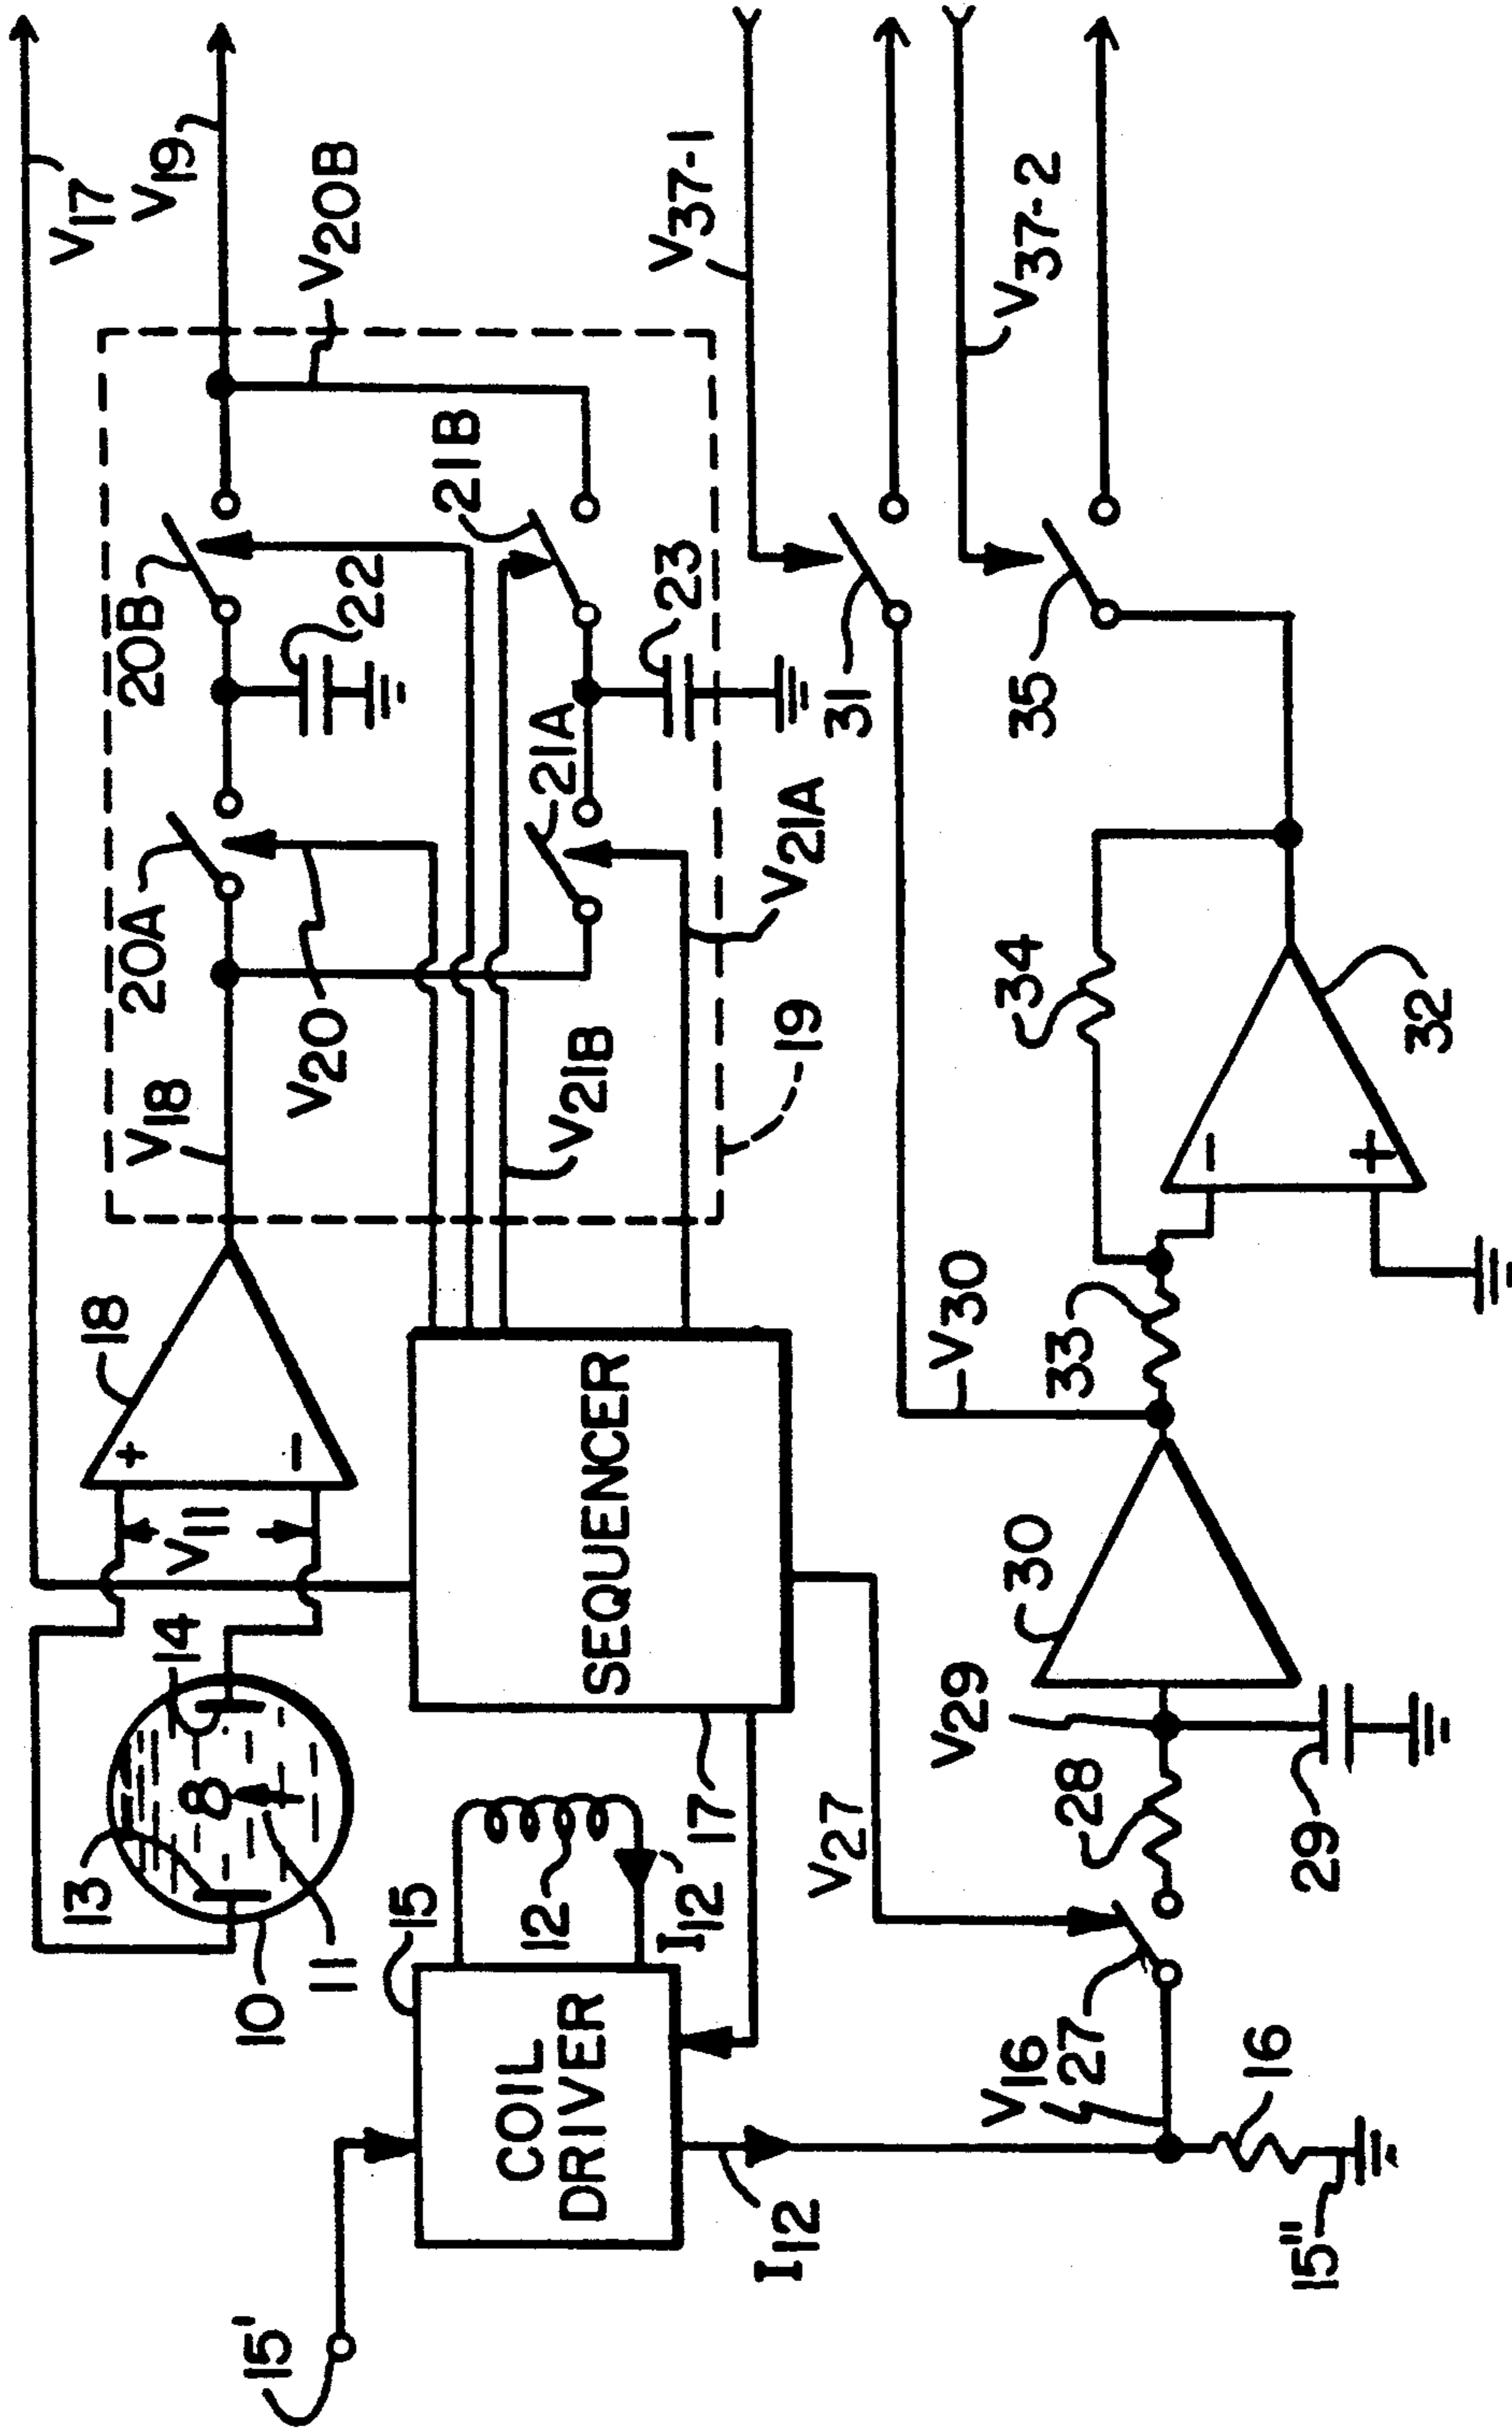 V17
V19
18
V18
20A
20B
V20B
V11
+
-
14
13
8
10
11
V20
22
21B
21A
23
V21B
V21A
19
SEQUENCER
17
15
12
I12
COIL
DRIVER
15'
I12
V27
V37-1
31
V37-2
35
V30
V29
30
33
34
32
-
+
28
29
27
V16
16
15"